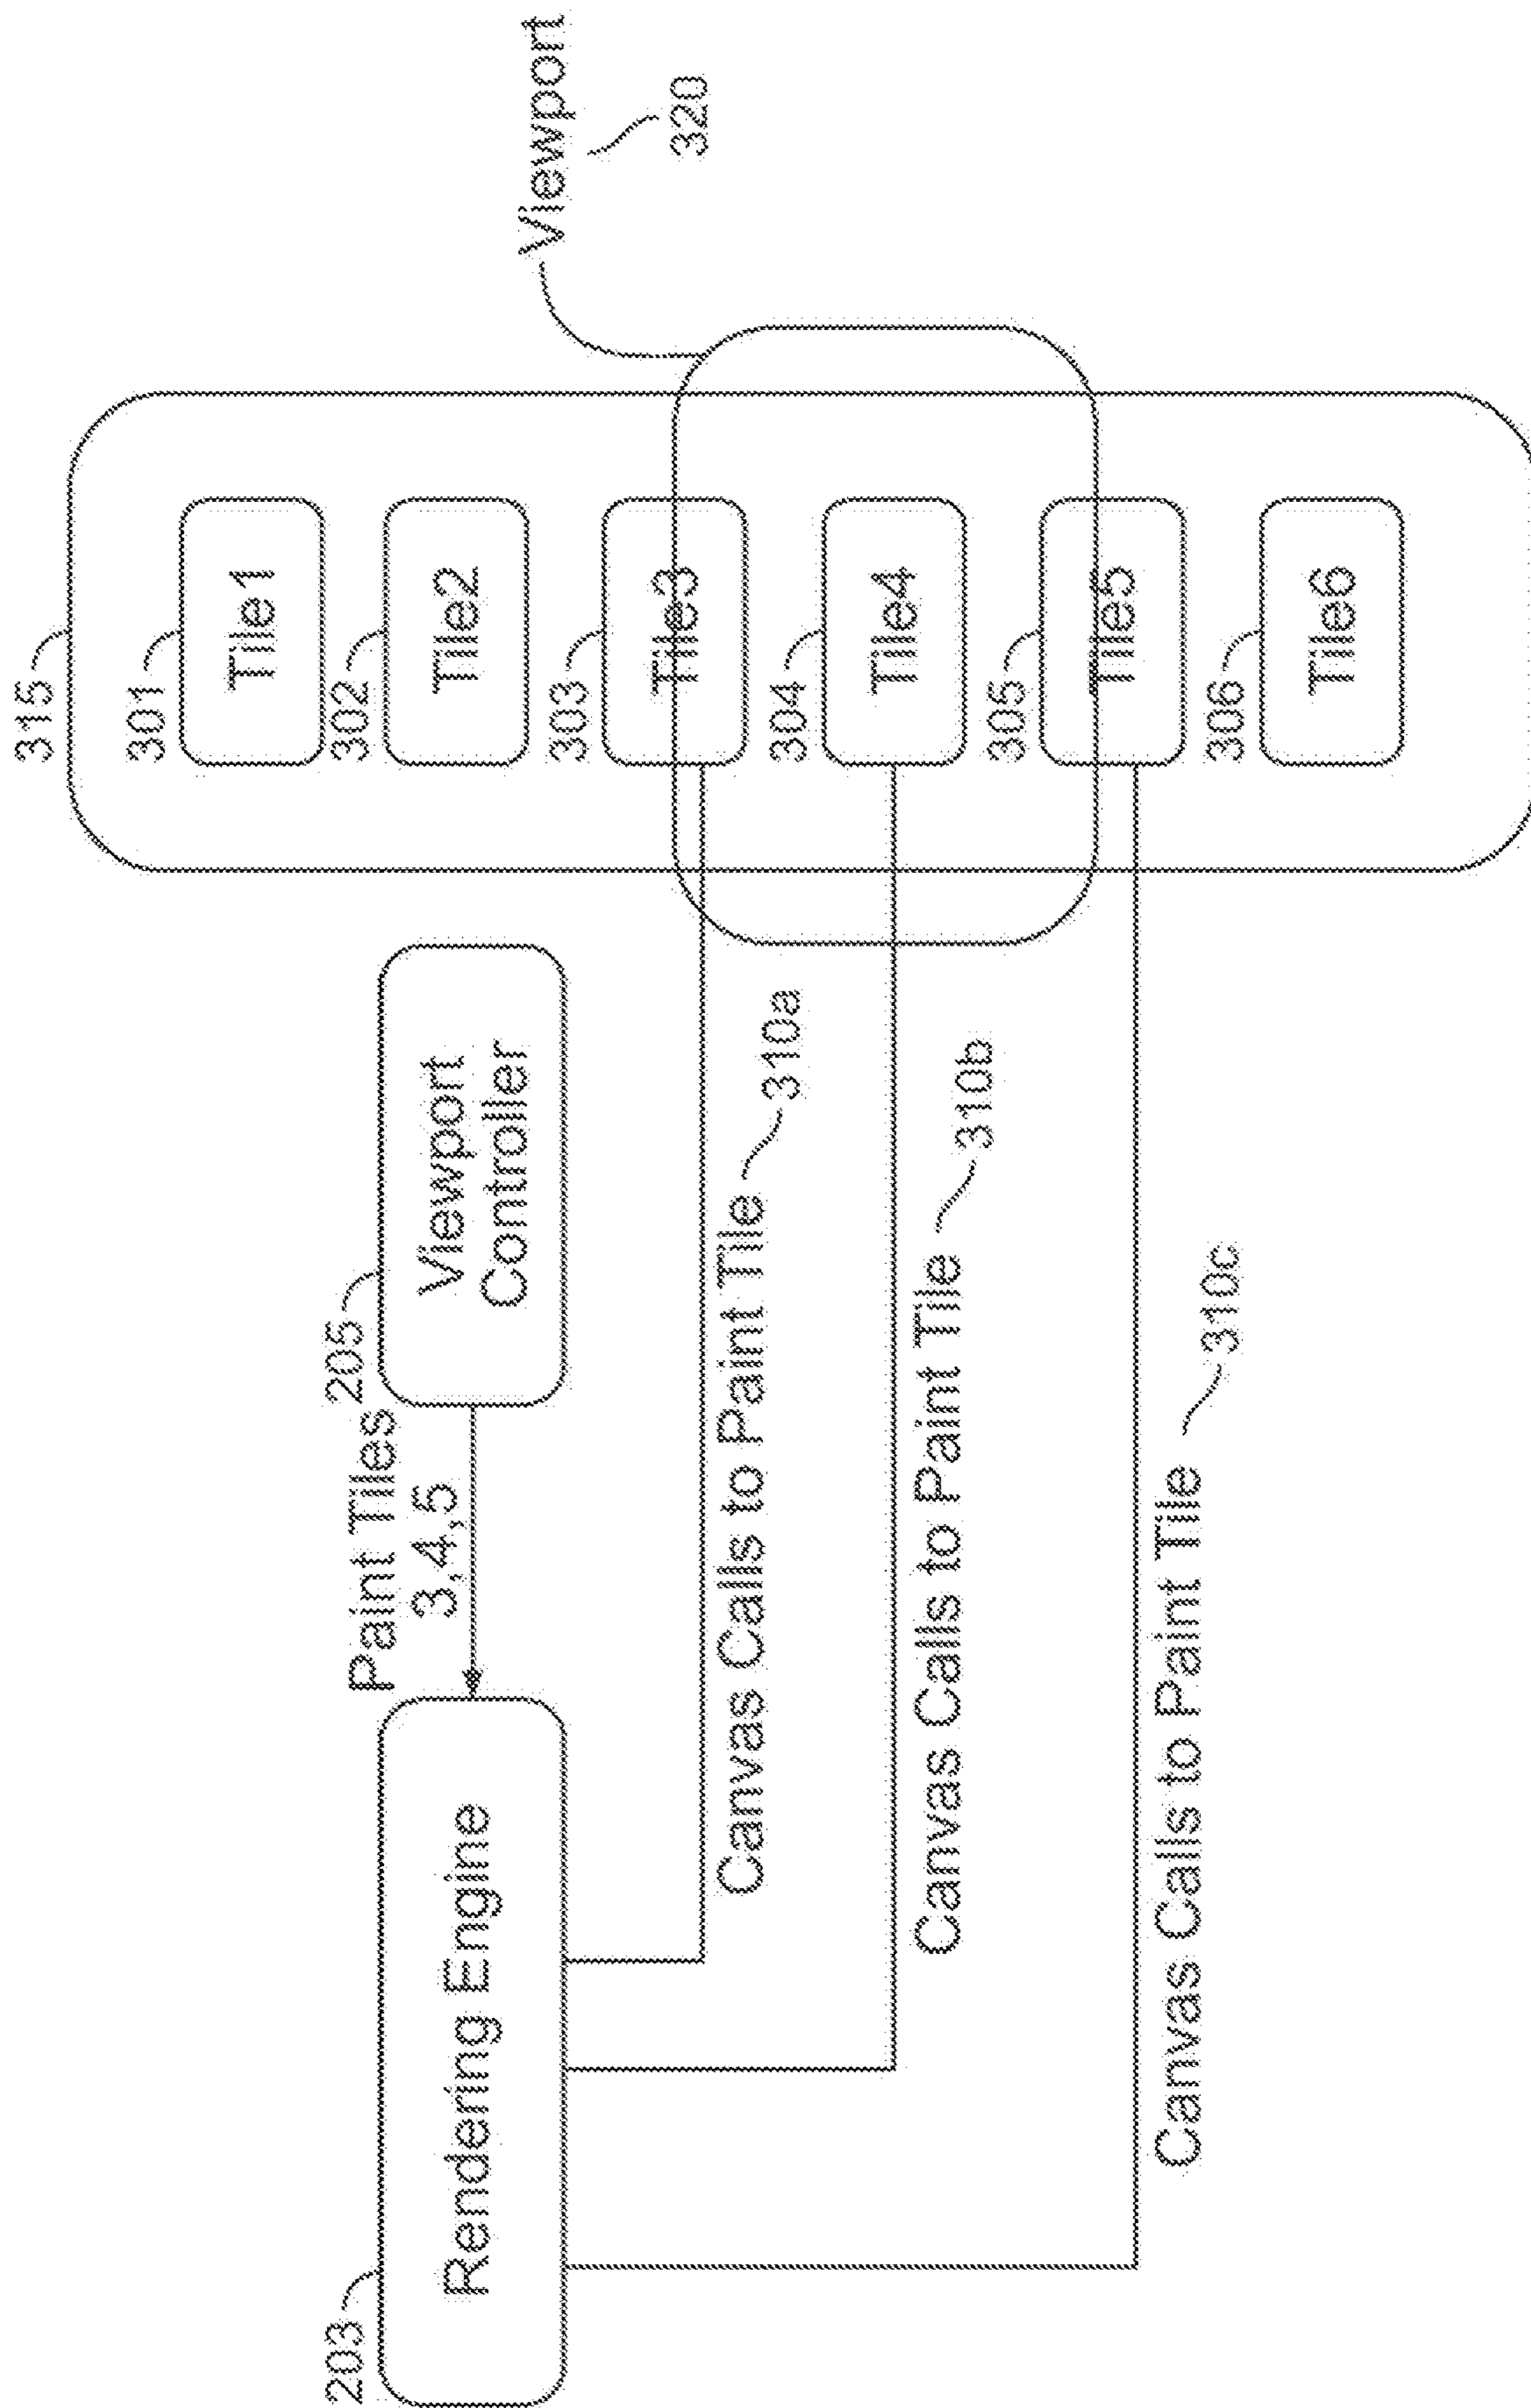 315
301
Tile1
302
Tile2
303
Tile3
304
Tile4
305
Tile5
306
Tile6
Viewport
320
203
Rendering Engine
Paint Tiles
3,4,5
205
Viewport
Controller
Canvas Calls to Paint Tile
310a
Canvas Calls to Paint Tile
310b
Canvas Calls to Paint Tile
310c